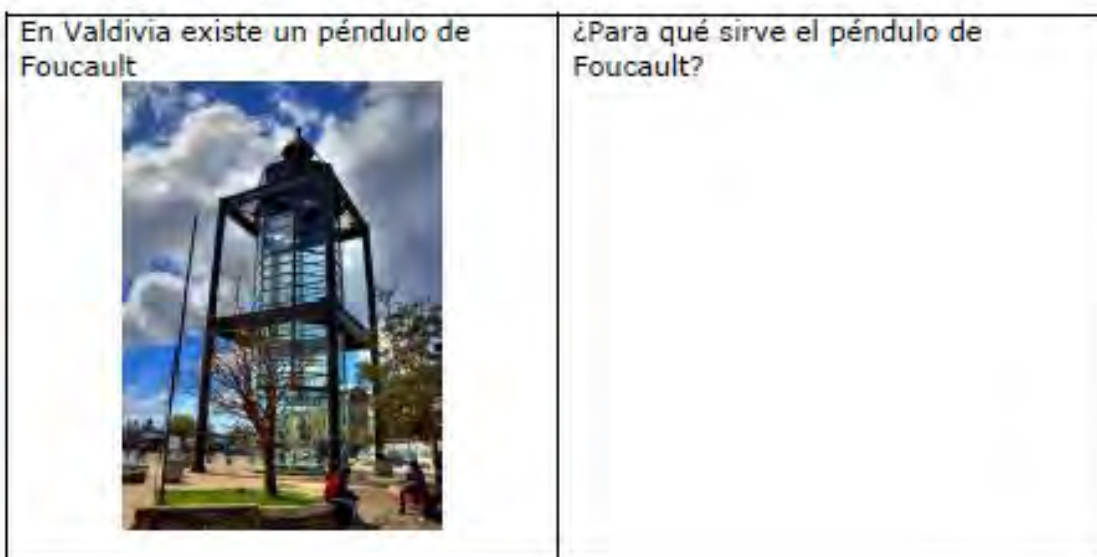 En Valdivia existe un péndulo de
Foucault
¿Para qué sirve el péndulo de
Foucault?